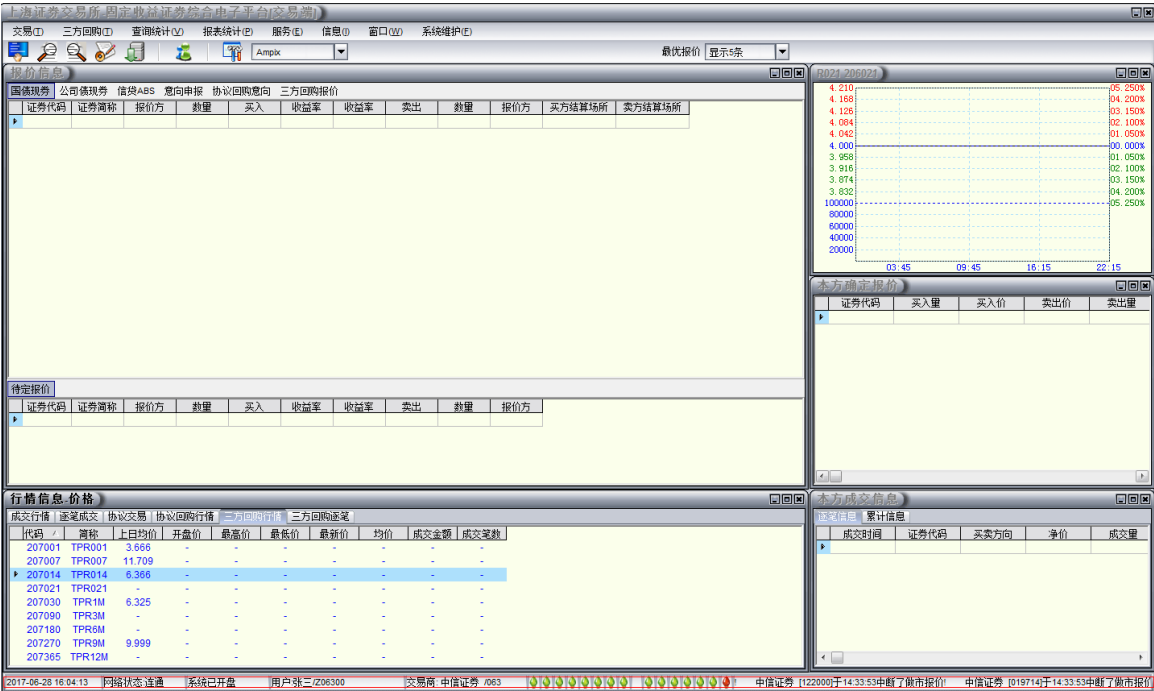 上海证券交易所_固定收益证券综合电子平台[交易端]
交易(T) 三方回购(T) 查询统计(V) 报表统计(P) 服务(E) 信息(I) 窗口(W) 系统维护(E)
Ampix 最优报价 显示5条
报价信息
国债现券 公司债现券 信贷ABS 意向申报 协议回购意向 三方回购报价
证券代码 证券简称 报价方 数量 买入 收益率 收益率 卖出 数量 报价方 买方结算场所 卖方结算场所
待定报价
证券代码 证券简称 报价方 数量 买入 收益率 收益率 卖出 数量 报价方
R021_206021
4.210 05.250%
4.168 04.200%
4.126 03.150%
4.084 02.100%
4.042 01.050%
4.000 00.000%
3.958 01.050%
3.916 02.100%
3.874 03.150%
3.832 04.200%
100000 05.250%
80000
60000
40000
20000
03:45 09:45 16:15 22:15
本方确定报价
证券代码 买入量 买入价 卖出价 卖出量
行情信息-价格
成交行情 逐笔成交 协议交易 协议回购行情 三方回购行情 三方回购逐笔
代码 简称 上日均价 开盘价 最高价 最低价 最新价 均价 成交金额 成交笔数
207001 TPR001 3.666 - - - - - - -
207007 TPR007 11.709 - - - - - - -
207014 TPR014 6.366 - - - - - - -
207021 TPR021 - - - - - - - -
207030 TPR1M 6.325 - - - - - - -
207090 TPR3M - - - - - - - -
207180 TPR6M - - - - - - - -
207270 TPR9M 9.999 - - - - - - -
207365 TPR12M - - - - - - - -
本方成交信息
逐笔信息 累计信息
成交时间 证券代码 买卖方向 净价 成交量
2017-06-28 16:04:13 网络状态:连通 系统已开盘 用户:张三/Z06300 交易商: 中信证券 /063 中信证券 [122000]于14:33:53中断了做市报价! 中信证券 [019714]于14:33:53中断了做市报价